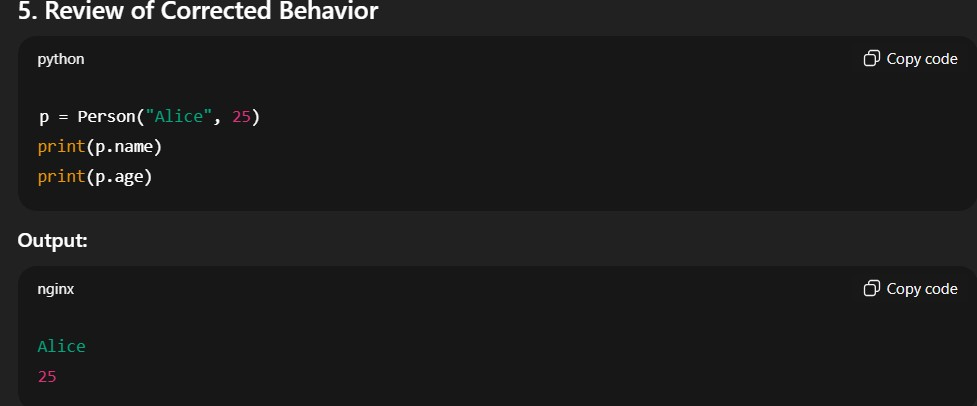 5. Review of Corrected Behavior
python
Copy code
p = Person("Alice", 25)
print(p.name)
print(p.age)
Output:
nginx
Copy code
Alice
25